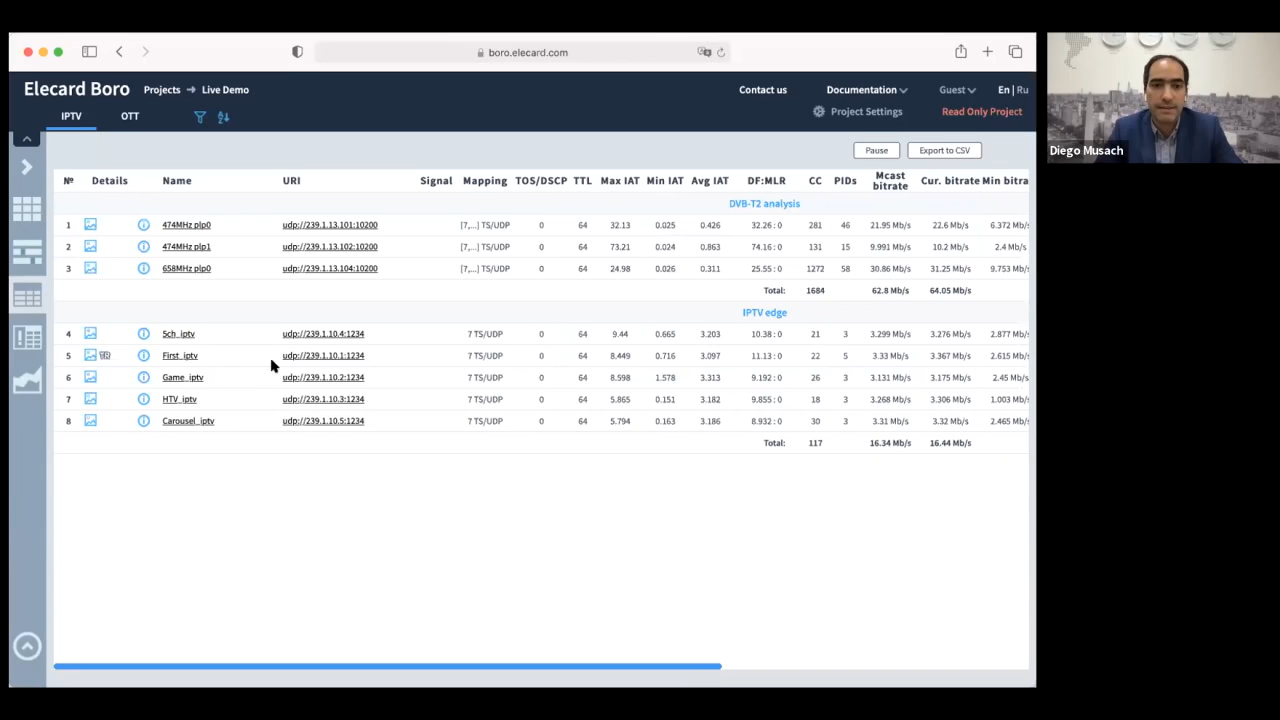 boro.elecard.com
Elecard Boro Projects → Live Demo Contact us Documentation Guest En | Ru
IPTV OTT Project Settings Read Only Project
Pause Export to CSV
№ Details Name URI Signal Mapping TOS/DSCP TTL Max IAT Min IAT Avg IAT DF:MLR CC PIDs Mcast bitrate Cur. bitrate Min bitra
DVB-T2 analysis
1 474MHz plp0 udp://239.1.13.101:10200 [7,...] TS/UDP 0 64 32.13 0.025 0.426 32.26 : 0 281 46 21.95 Mb/s 22.6 Mb/s 6.372 Mb/s
2 474MHz plp1 udp://239.1.13.102:10200 [7,...] TS/UDP 0 64 73.21 0.024 0.863 74.16 : 0 131 15 9.991 Mb/s 10.2 Mb/s 2.4 Mb/s
3 658MHz plp0 udp://239.1.13.104:10200 [7,...] TS/UDP 0 64 24.98 0.026 0.311 25.55 : 0 1272 58 30.86 Mb/s 31.25 Mb/s 9.753 Mb/s
Total: 1684 62.8 Mb/s 64.05 Mb/s
IPTV edge
4 5ch_iptv udp://239.1.10.4:1234 7 TS/UDP 0 64 9.44 0.665 3.203 10.38 : 0 21 3 3.299 Mb/s 3.276 Mb/s 2.877 Mb/s
5 First_iptv udp://239.1.10.1:1234 7 TS/UDP 0 64 8.449 0.716 3.097 11.13 : 0 22 5 3.33 Mb/s 3.367 Mb/s 2.615 Mb/s
6 Game_iptv udp://239.1.10.2:1234 7 TS/UDP 0 64 8.598 1.578 3.313 9.192 : 0 26 3 3.131 Mb/s 3.175 Mb/s 2.45 Mb/s
7 HTV_iptv udp://239.1.10.3:1234 7 TS/UDP 0 64 5.865 0.151 3.182 9.855 : 0 18 3 3.268 Mb/s 3.306 Mb/s 1.003 Mb/s
8 Carousel_iptv udp://239.1.10.5:1234 7 TS/UDP 0 64 5.794 0.163 3.186 8.932 : 0 30 3 3.31 Mb/s 3.32 Mb/s 2.465 Mb/s
Total: 117 16.34 Mb/s 16.44 Mb/s
Diego Musach